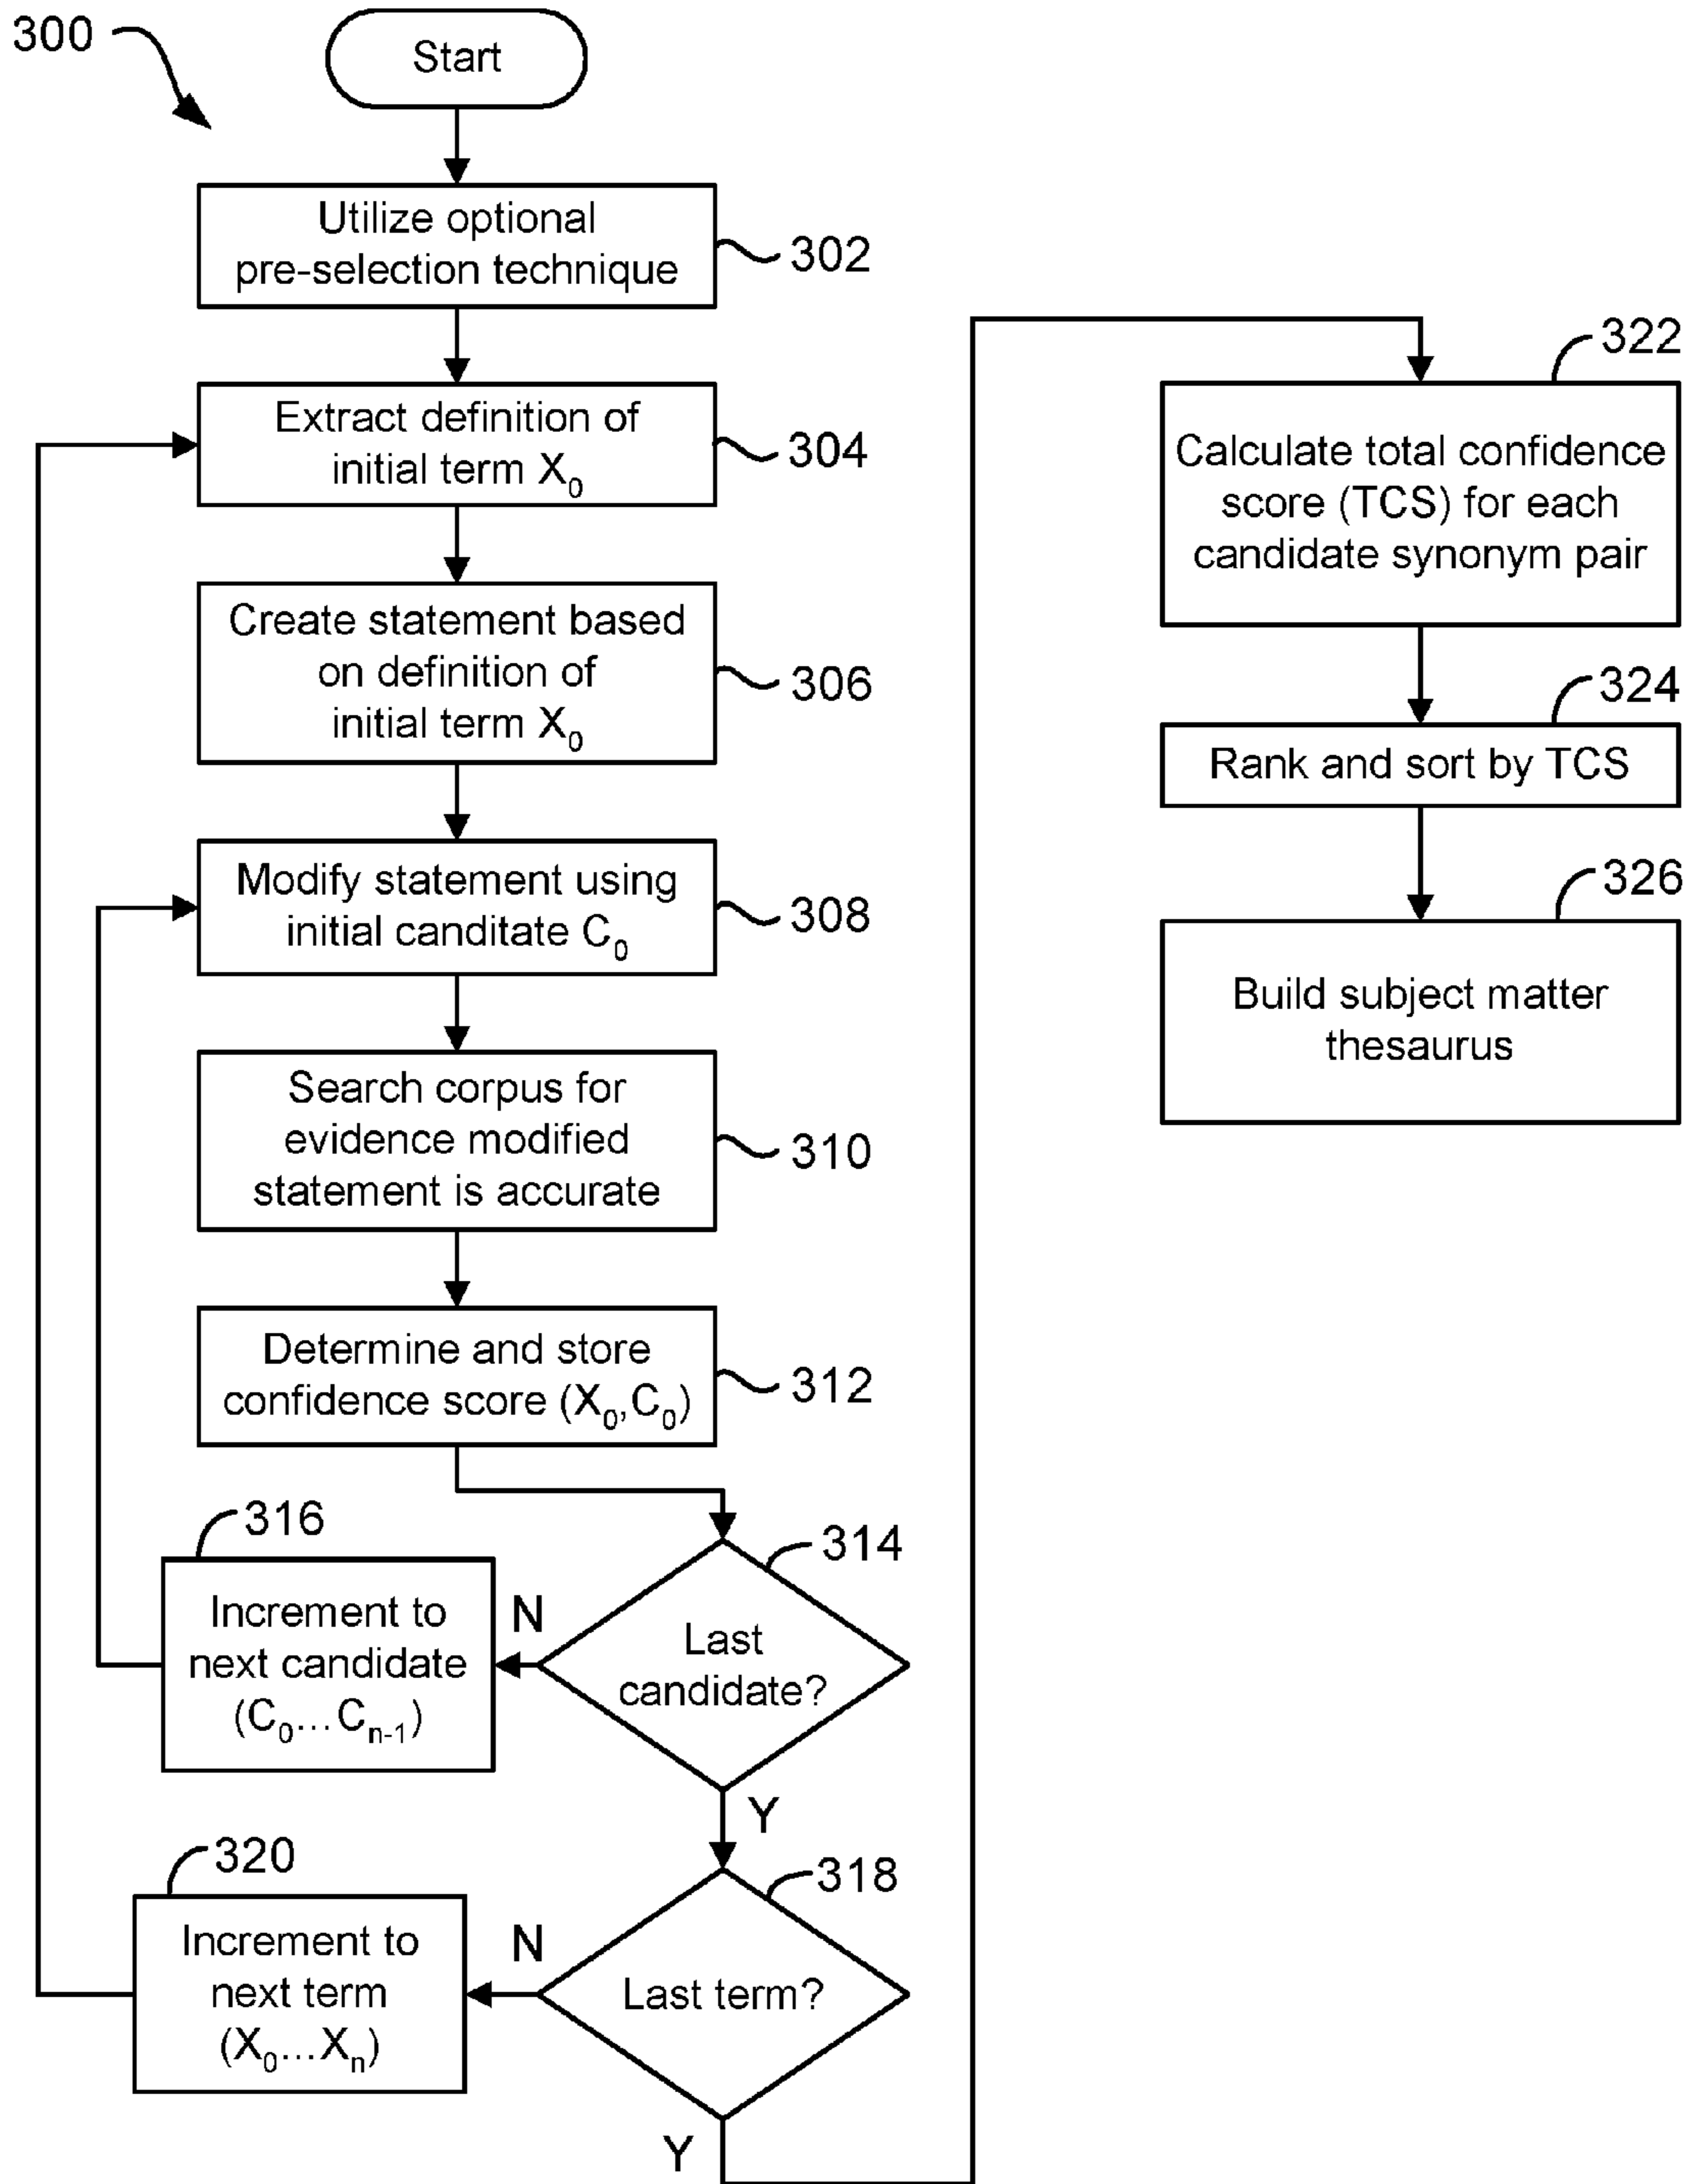 300
Start
Utilize optional
pre-selection technique
302
Extract definition of
initial term X₀
304
Create statement based
on definition of
initial term X₀
306
Modify statement using
initial canditate C₀
308
Search corpus for
evidence modified
statement is accurate
310
Determine and store
confidence score (X₀,C₀)
312
314
Last
candidate?
N
Y
316
Increment to
next candidate
(C₀...Cₙ₋₁)
318
Last term?
N
Y
320
Increment to
next term
(X₀...Xₙ)
322
Calculate total confidence
score (TCS) for each
candidate synonym pair
324
Rank and sort by TCS
326
Build subject matter
thesaurus